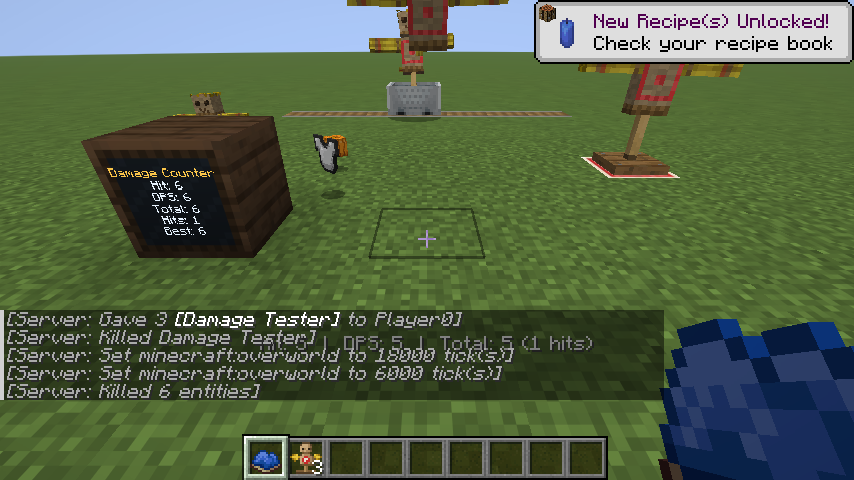 New Recipe(s) Unlocked!
Check your recipe book
Damage Counter
Hit: 6
DPS: 6
Total: 6
Hits: 1
Best: 6
[Server: Gave 3 [Damage Tester] to Player0]
[Server: Killed Damage Tester]
Hit: 5 | DPS: 5 | Total: 5 (1 hits)
[Server: Set minecraft:overworld to 18000 tick(s)]
[Server: Set minecraft:overworld to 6000 tick(s)]
[Server: Killed 6 entities]
3